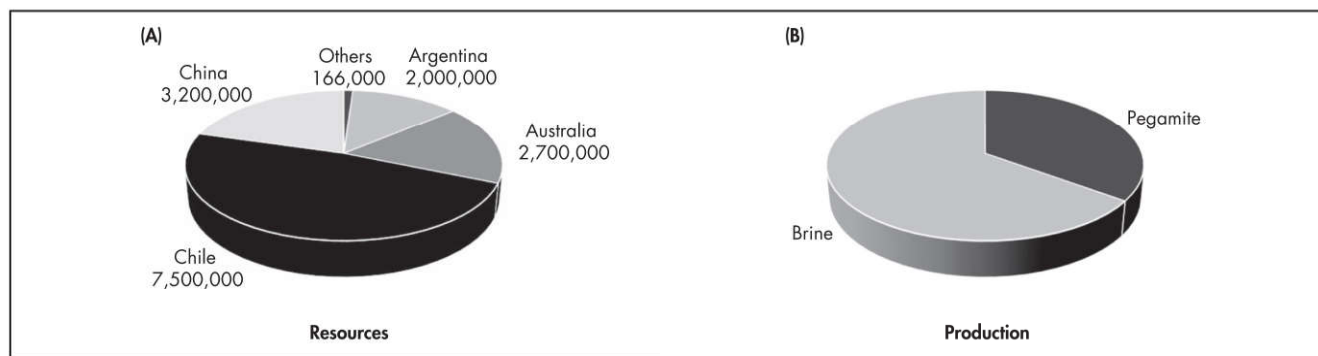 (A)
Others
166,000
Argentina
2,000,000
China
3,200,000
Australia
2,700,000
Chile
7,500,000
Resources
(B)
Pegamite
Brine
Production